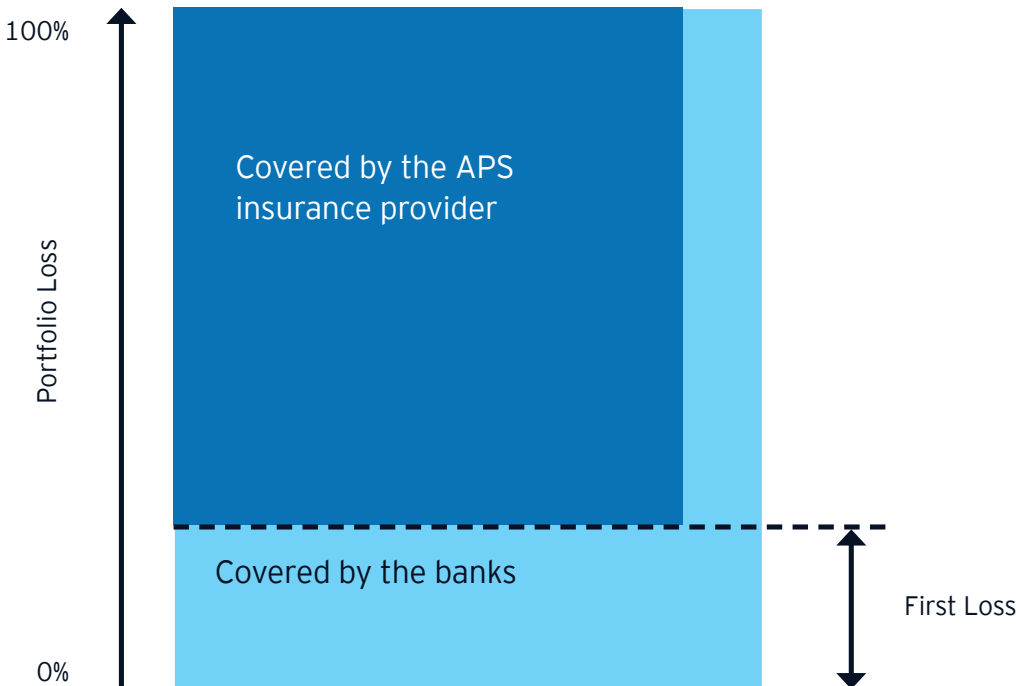 100%
Covered by the APS
insurance provider
Portfolio Loss
Covered by the banks
First Loss
0%